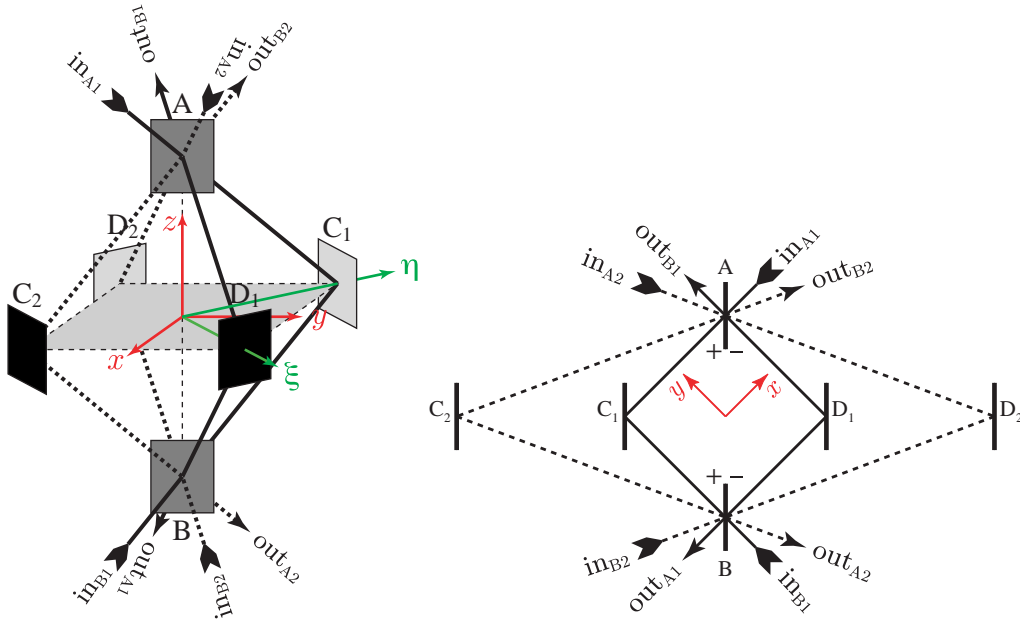 out_B1
in_A2
out_B2
in_A1
A
z
D_2
C_1
η
C_2
D_1
y
x
ξ
B
in_B1
out_A1
in_B2
out_A2
out_B1
in_A1
A
in_A2
out_B2
+ −
y
x
C_2
C_1
D_1
D_2
+ −
in_B2
out_A2
out_A1
B
in_B1